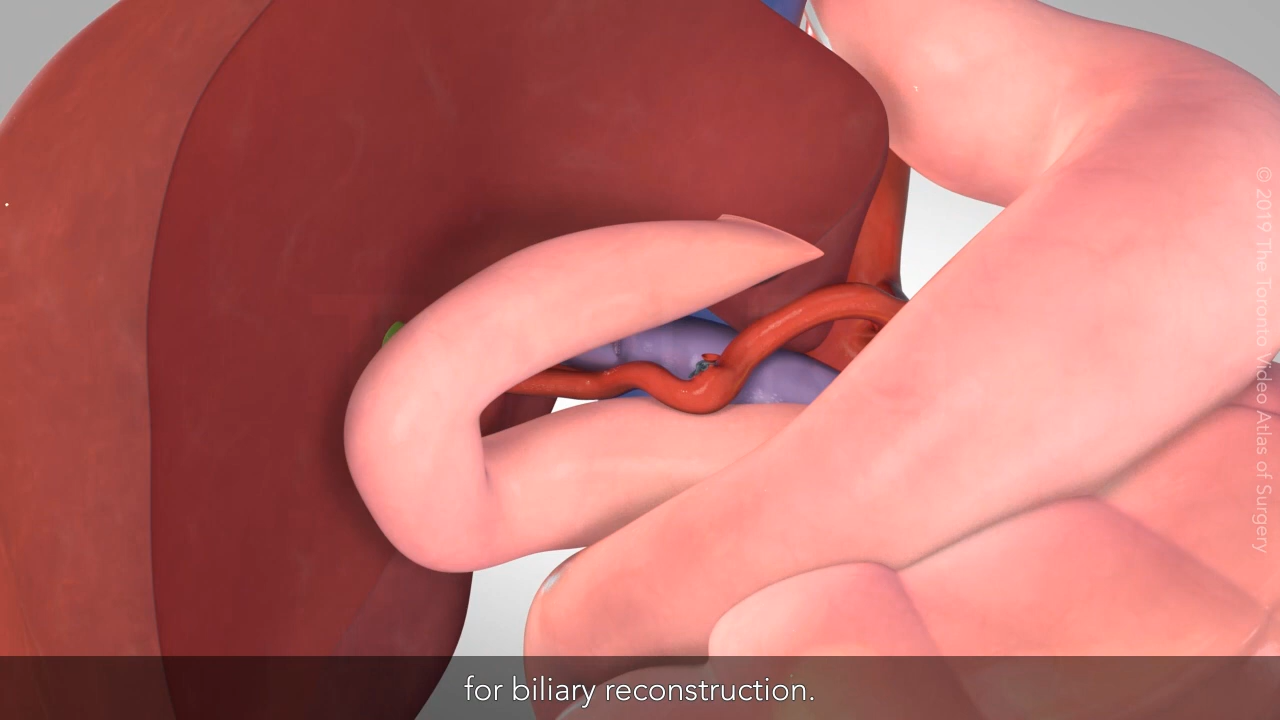 for biliary reconstruction.
© 2019 The Toronto Video Atlas of Surgery